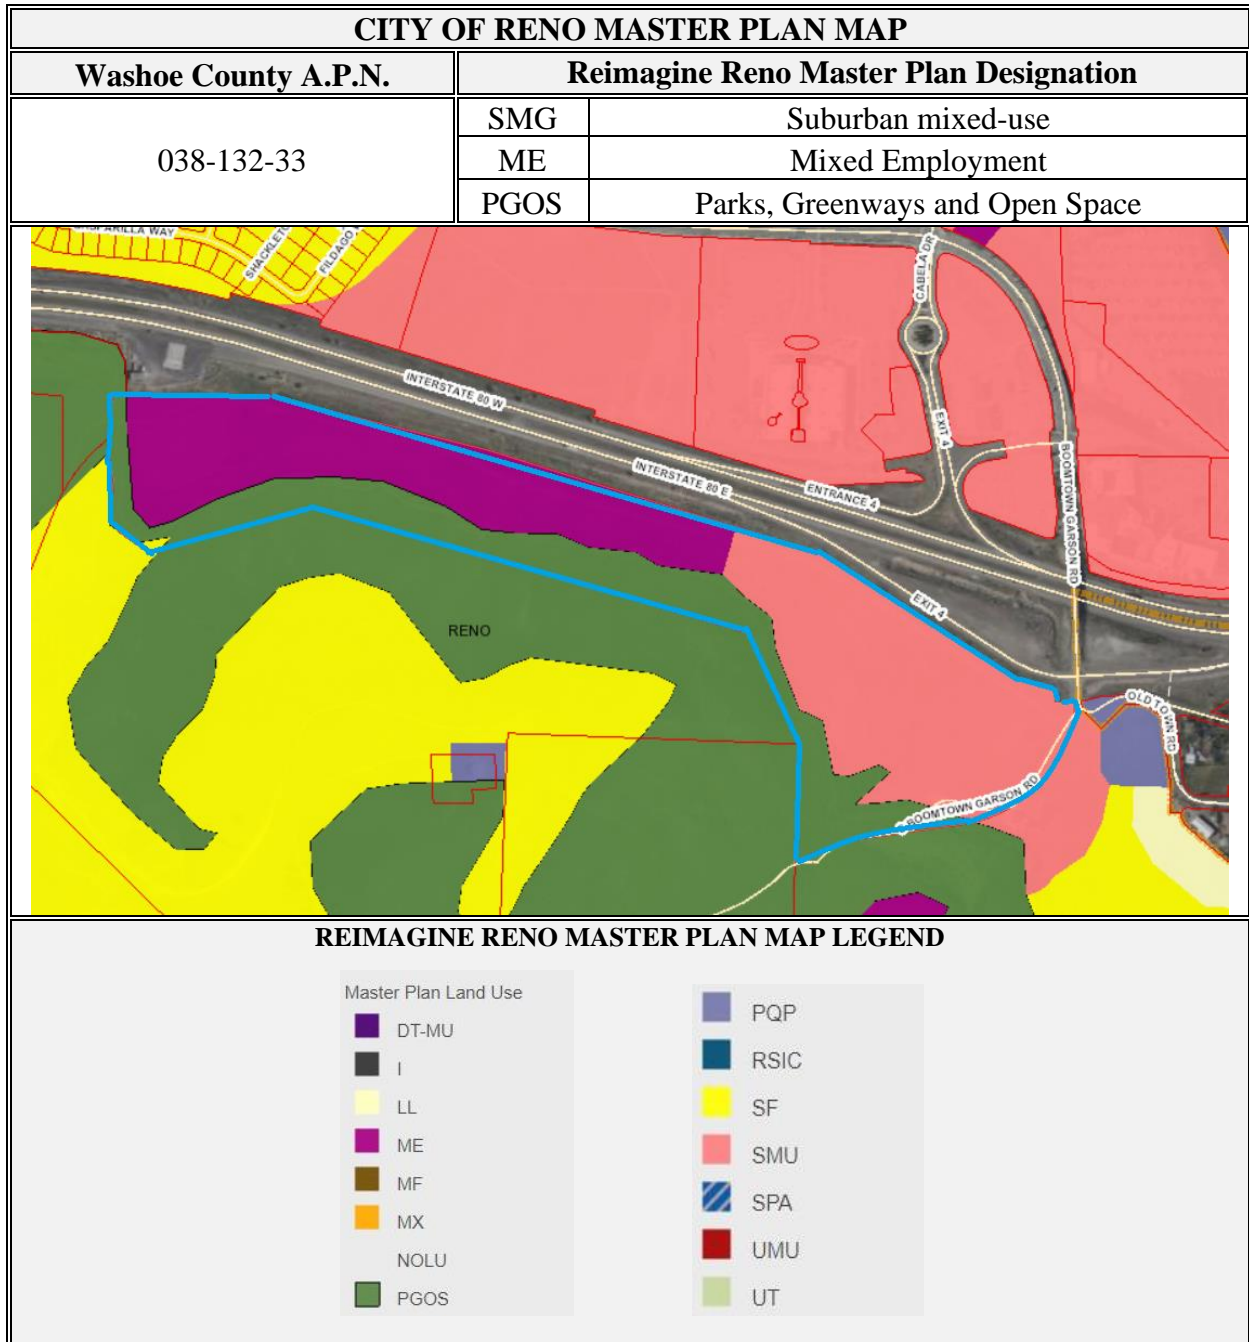 CITY OF RENO MASTER PLAN MAP
Washoe County A.P.N.
Reimagine Reno Master Plan Designation
038-132-33
SMG
Suburban mixed-use
ME
Mixed Employment
PGOS
Parks, Greenways and Open Space
WAY
INTERSTATE 80 W
INTERSTATE 80 E
ENTRANCE 4
CABELA DR
EXIT 4
BOOMTOWN GARSON RD
EXIT 4
RENO
OLD TOWN RD
BOOMTOWN GARSON RD
REIMAGINE RENO MASTER PLAN MAP LEGEND
Master Plan Land Use
DT-MU
I
LL
ME
MF
MX
NOLU
PGOS
PQP
RSIC
SF
SMU
SPA
UMU
UT